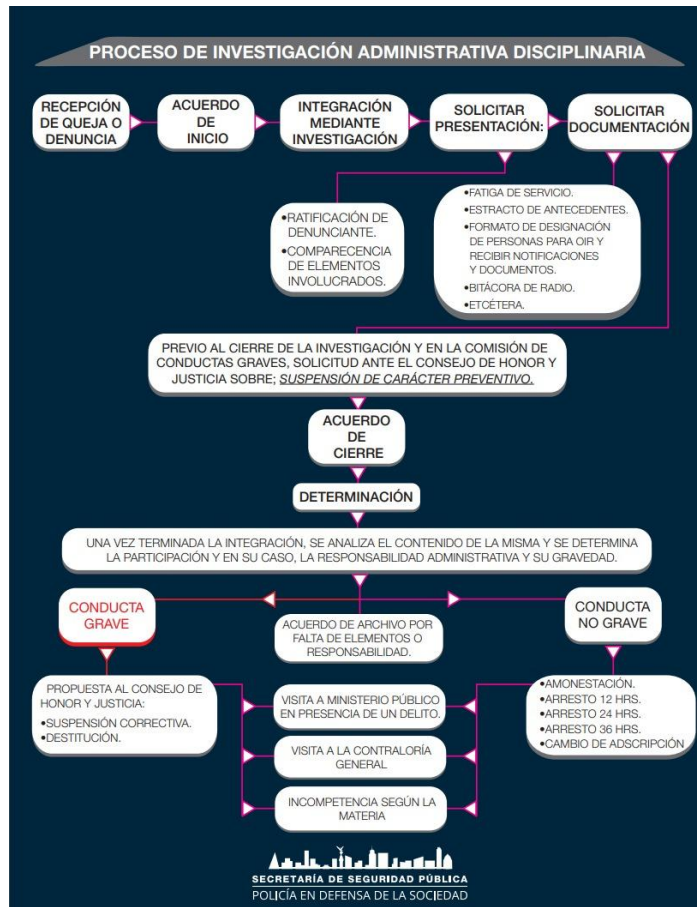 PROCESO DE INVESTIGACIÓN ADMINISTRATIVA DISCIPLINARIA
RECEPCIÓN
DE QUEJA O
DENUNCIA
ACUERDO
DE
INICIO
INTEGRACIÓN
MEDIANTE
INVESTIGACIÓN
SOLICITAR
PRESENTACIÓN:
SOLICITAR
DOCUMENTACIÓN
•RATIFICACIÓN DE
DENUNCIANTE.
•COMPARECENCIA
DE ELEMENTOS
INVOLUCRADOS.
•FATIGA DE SERVICIO.
•ESTRACTO DE ANTECEDENTES.
•FORMATO DE DESIGNACIÓN
DE PERSONAS PARA OIR Y
RECIBIR NOTIFICACIONES
Y DOCUMENTOS.
•BITÁCORA DE RADIO.
•ETCÉTERA.
PREVIO AL CIERRE DE LA INVESTIGACIÓN Y EN LA COMISIÓN DE
CONDUCTAS GRAVES, SOLICITUD ANTE EL CONSEJO DE HONOR Y
JUSTICIA SOBRE; SUSPENSIÓN DE CARÁCTER PREVENTIVO.
ACUERDO
DE
CIERRE
DETERMINACIÓN
UNA VEZ TERMINADA LA INTEGRACIÓN, SE ANALIZA EL CONTENIDO DE LA MISMA Y SE DETERMINA
LA PARTICIPACIÓN Y EN SU CASO, LA RESPONSABILIDAD ADMINISTRATIVA Y SU GRAVEDAD.
CONDUCTA
GRAVE
ACUERDO DE ARCHIVO POR
FALTA DE ELEMENTOS O
RESPONSABILIDAD.
CONDUCTA
NO GRAVE
PROPUESTA AL CONSEJO DE
HONOR Y JUSTICIA:
•SUSPENSIÓN CORRECTIVA.
•DESTITUCIÓN.
VISITA A MINISTERIO PÚBLICO
EN PRESENCIA DE UN DELITO.
VISITA A LA CONTRALORÍA
GENERAL
INCOMPETENCIA SEGÚN LA
MATERIA
•AMONESTACIÓN.
•ARRESTO 12 HRS.
•ARRESTO 24 HRS.
•ARRESTO 36 HRS.
•CAMBIO DE ADSCRIPCIÓN
SECRETARÍA DE SEGURIDAD PÚBLICA
POLICÍA EN DEFENSA DE LA SOCIEDAD